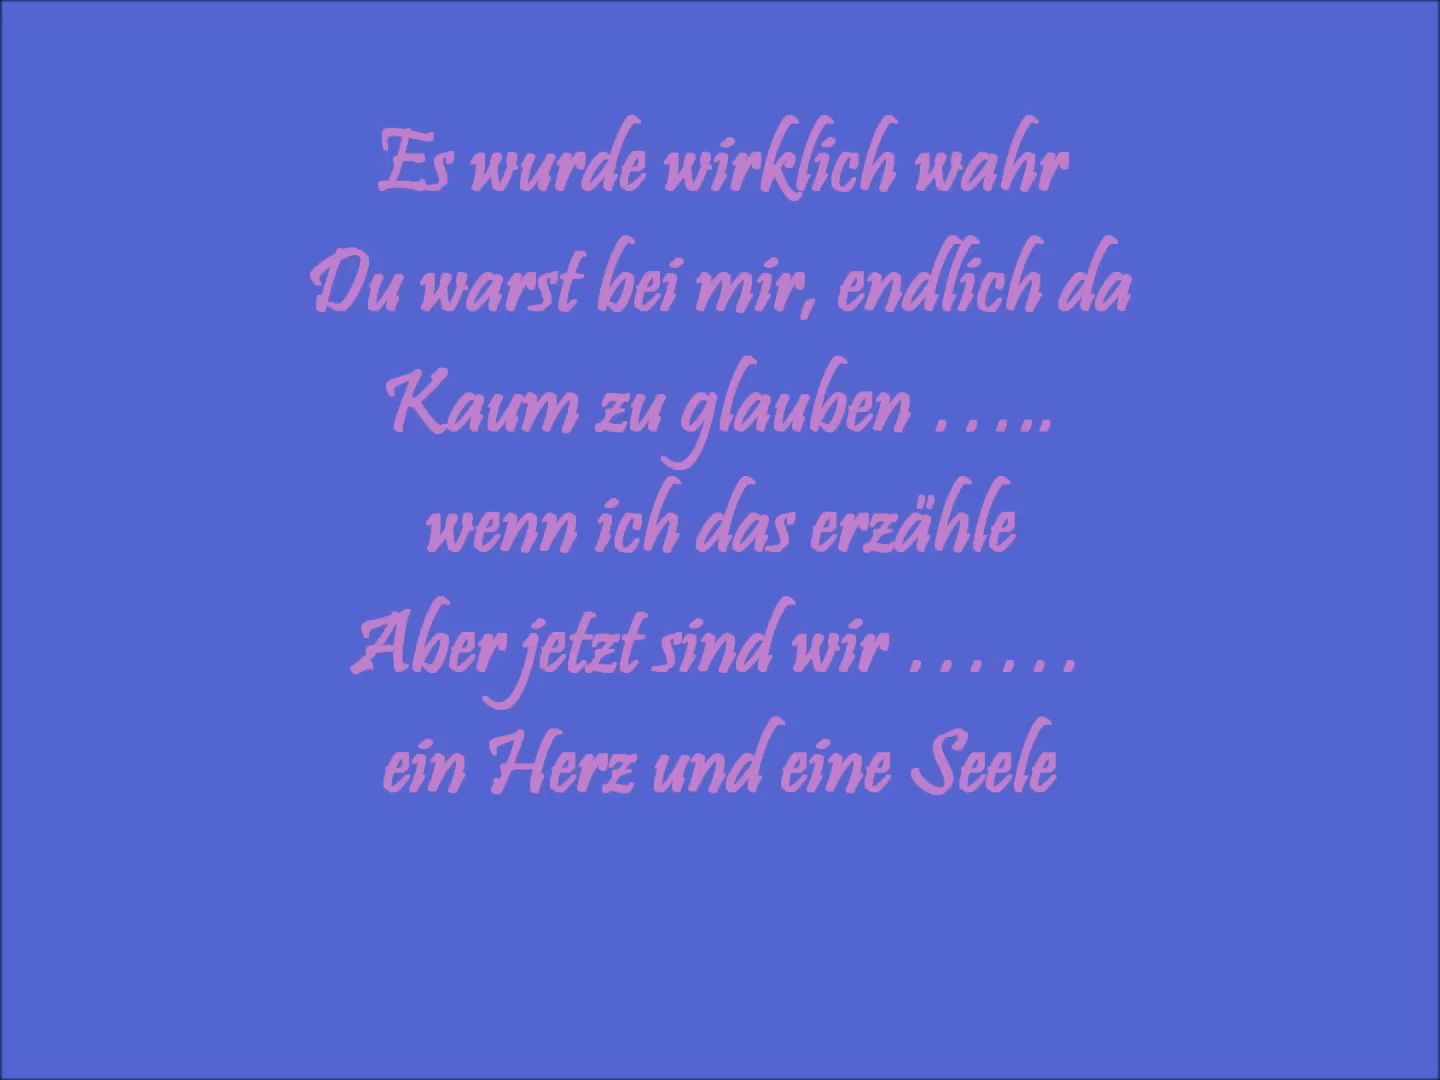 Es wurde wirklich wahr
Du warst bei mir, endlich da
Kaum zu glauben …..
wenn ich das erzähle
Aber jetzt sind wir ……
ein Herz und eine Seele